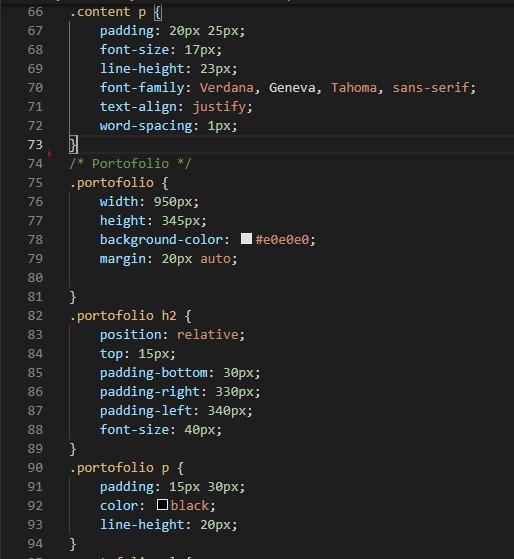 66 .content p {
67 padding: 20px 25px;
68 font-size: 17px;
69 line-height: 23px;
70 font-family: Verdana, Geneva, Tahoma, sans-serif;
71 text-align: justify;
72 word-spacing: 1px;
73 }
74 /* Portofolio */
75 .portofolio {
76 width: 950px;
77 height: 345px;
78 background-color: #e0e0e0;
79 margin: 20px auto;
80
81 }
82 .portofolio h2 {
83 position: relative;
84 top: 15px;
85 padding-bottom: 30px;
86 padding-right: 330px;
87 padding-left: 340px;
88 font-size: 40px;
89 }
90 .portofolio p {
91 padding: 15px 30px;
92 color: black;
93 line-height: 20px;
94 }